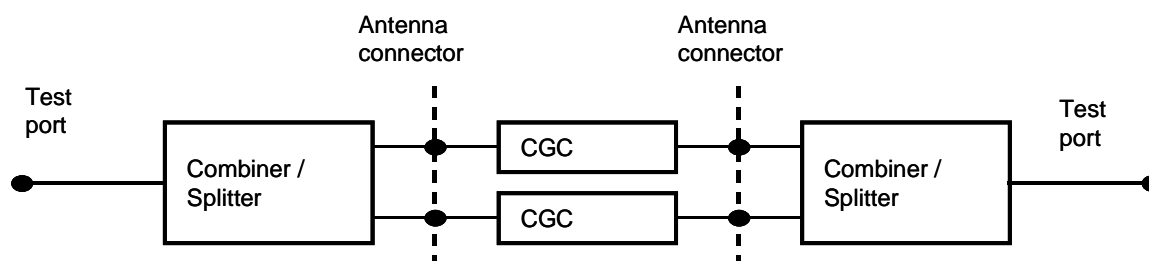 Antenna
connector
Antenna
connector
Test
port
Test
port
Combiner /
Splitter
CGC
CGC
Combiner /
Splitter